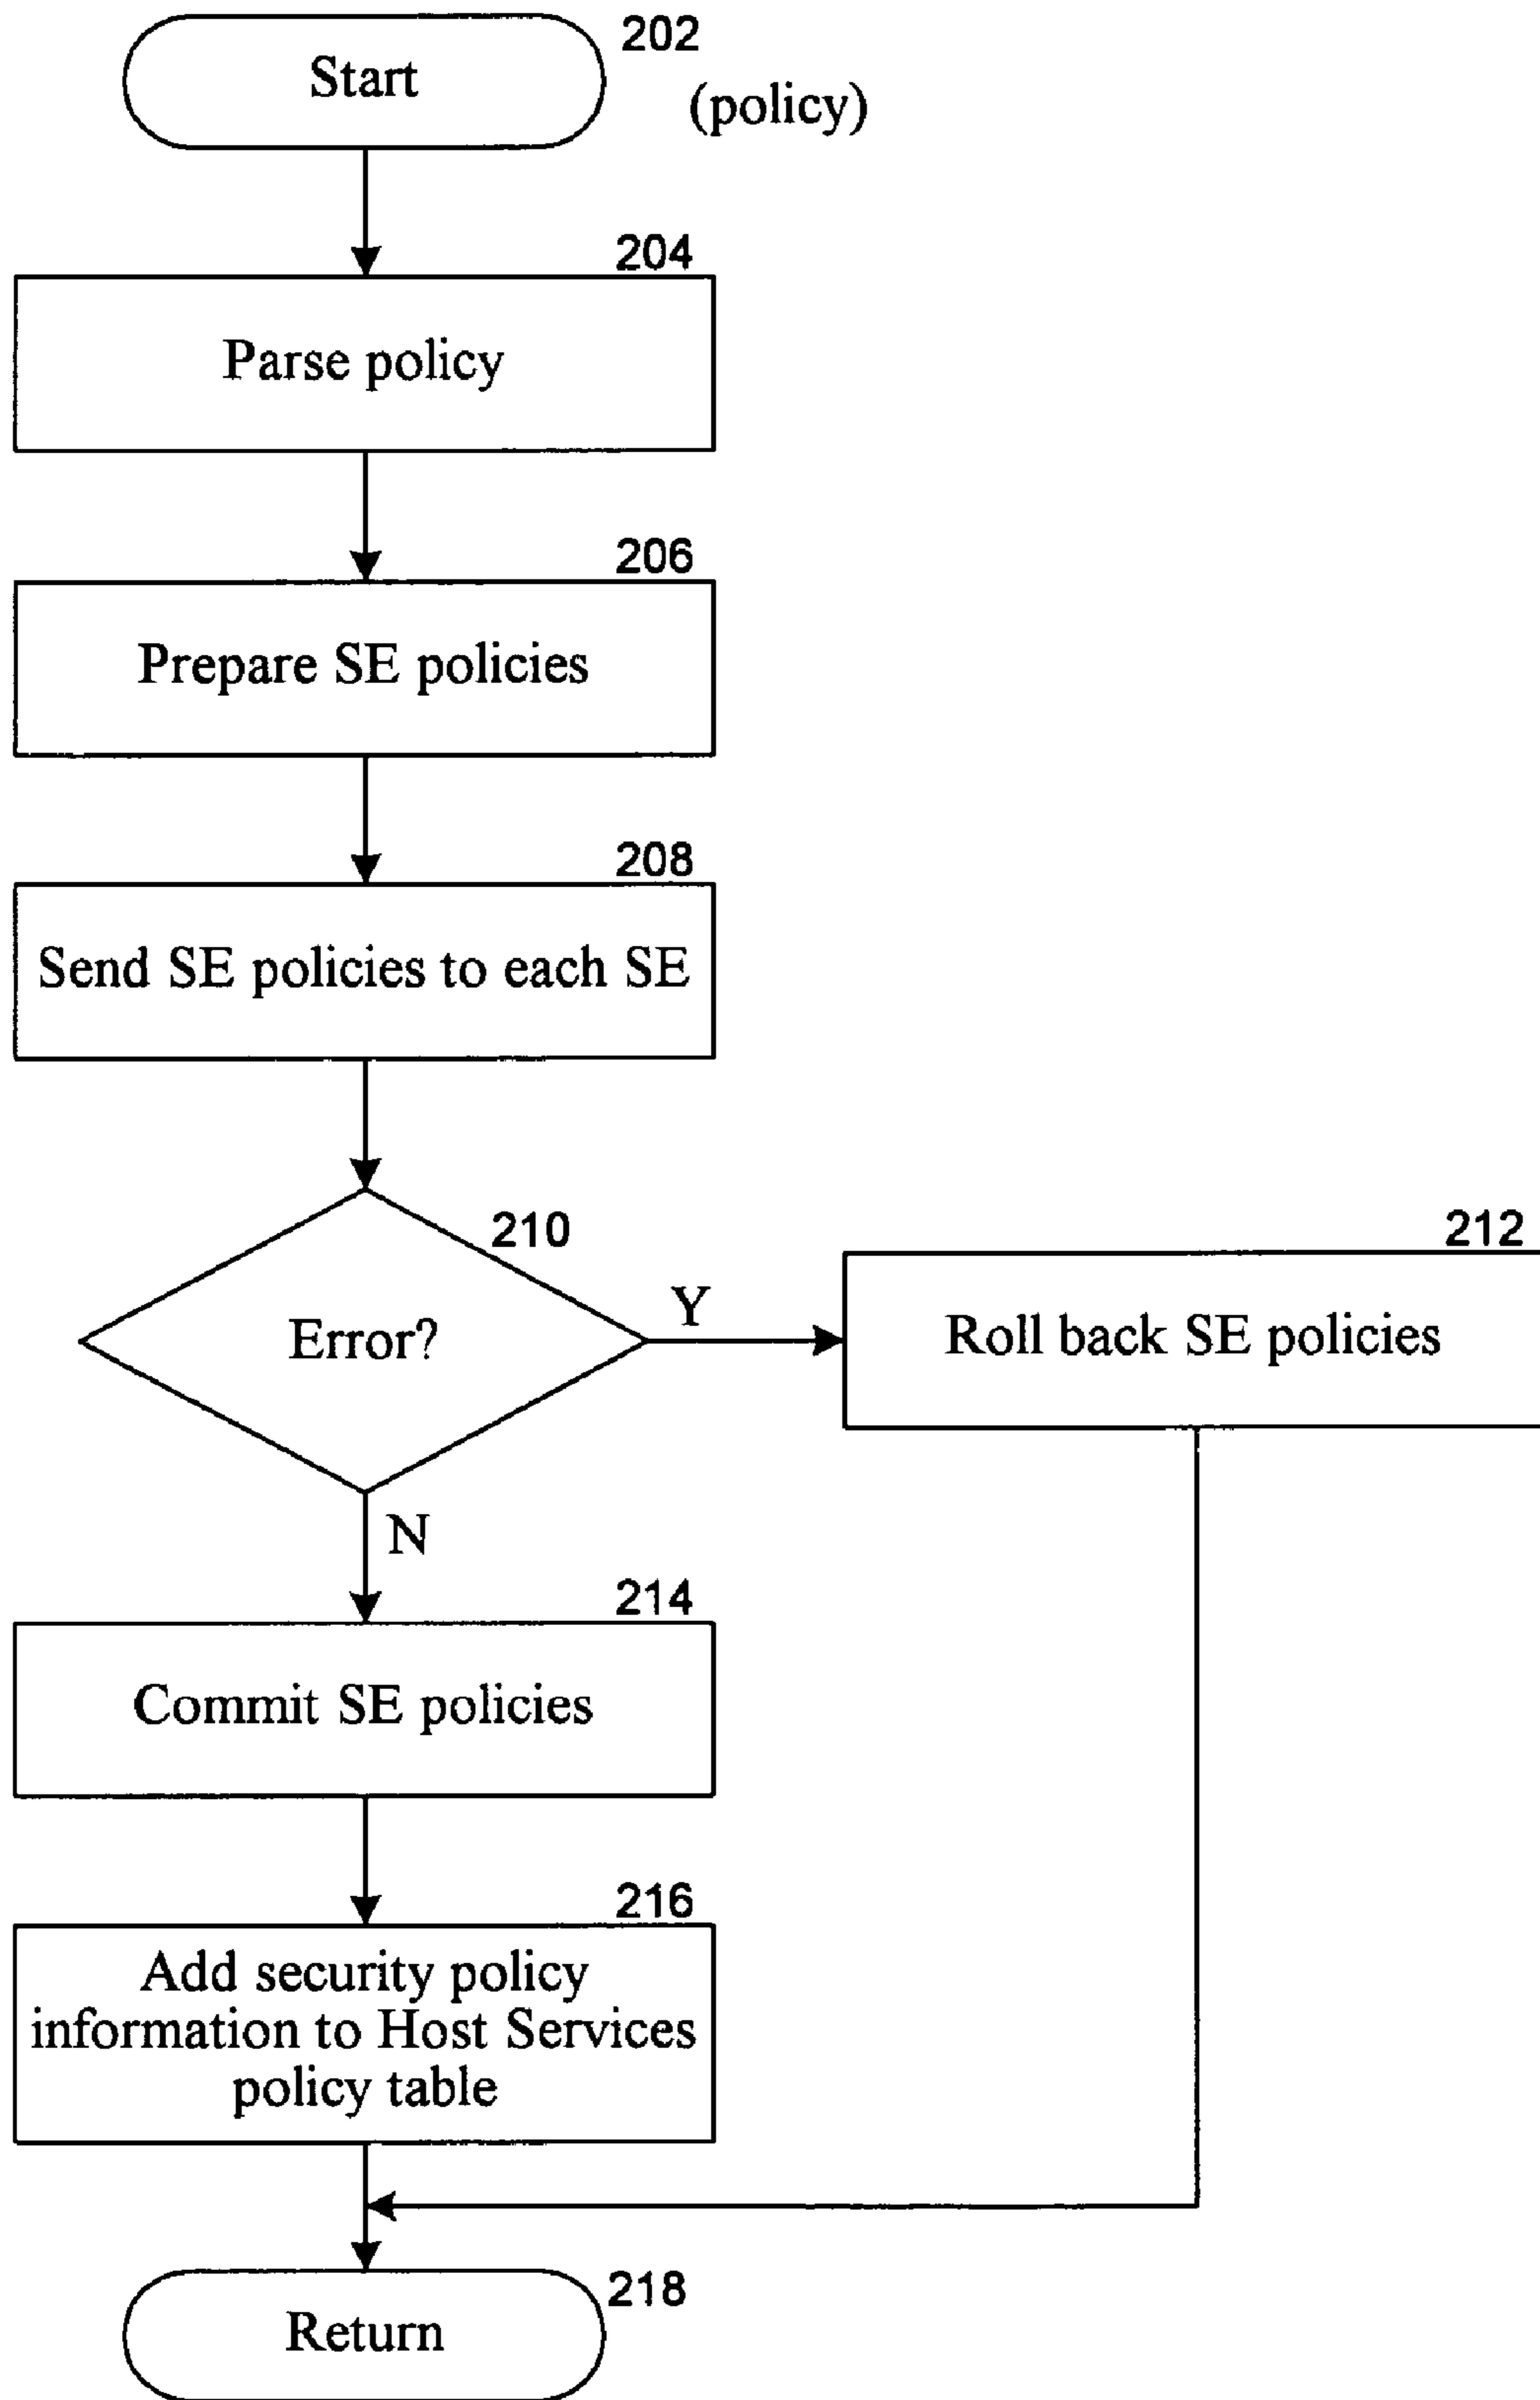 Start
202
(policy)
204
Parse policy
206
Prepare SE policies
208
Send SE policies to each SE
210
Error?
Y
212
Roll back SE policies
N
214
Commit SE policies
216
Add security policy
information to Host Services
policy table
218
Return